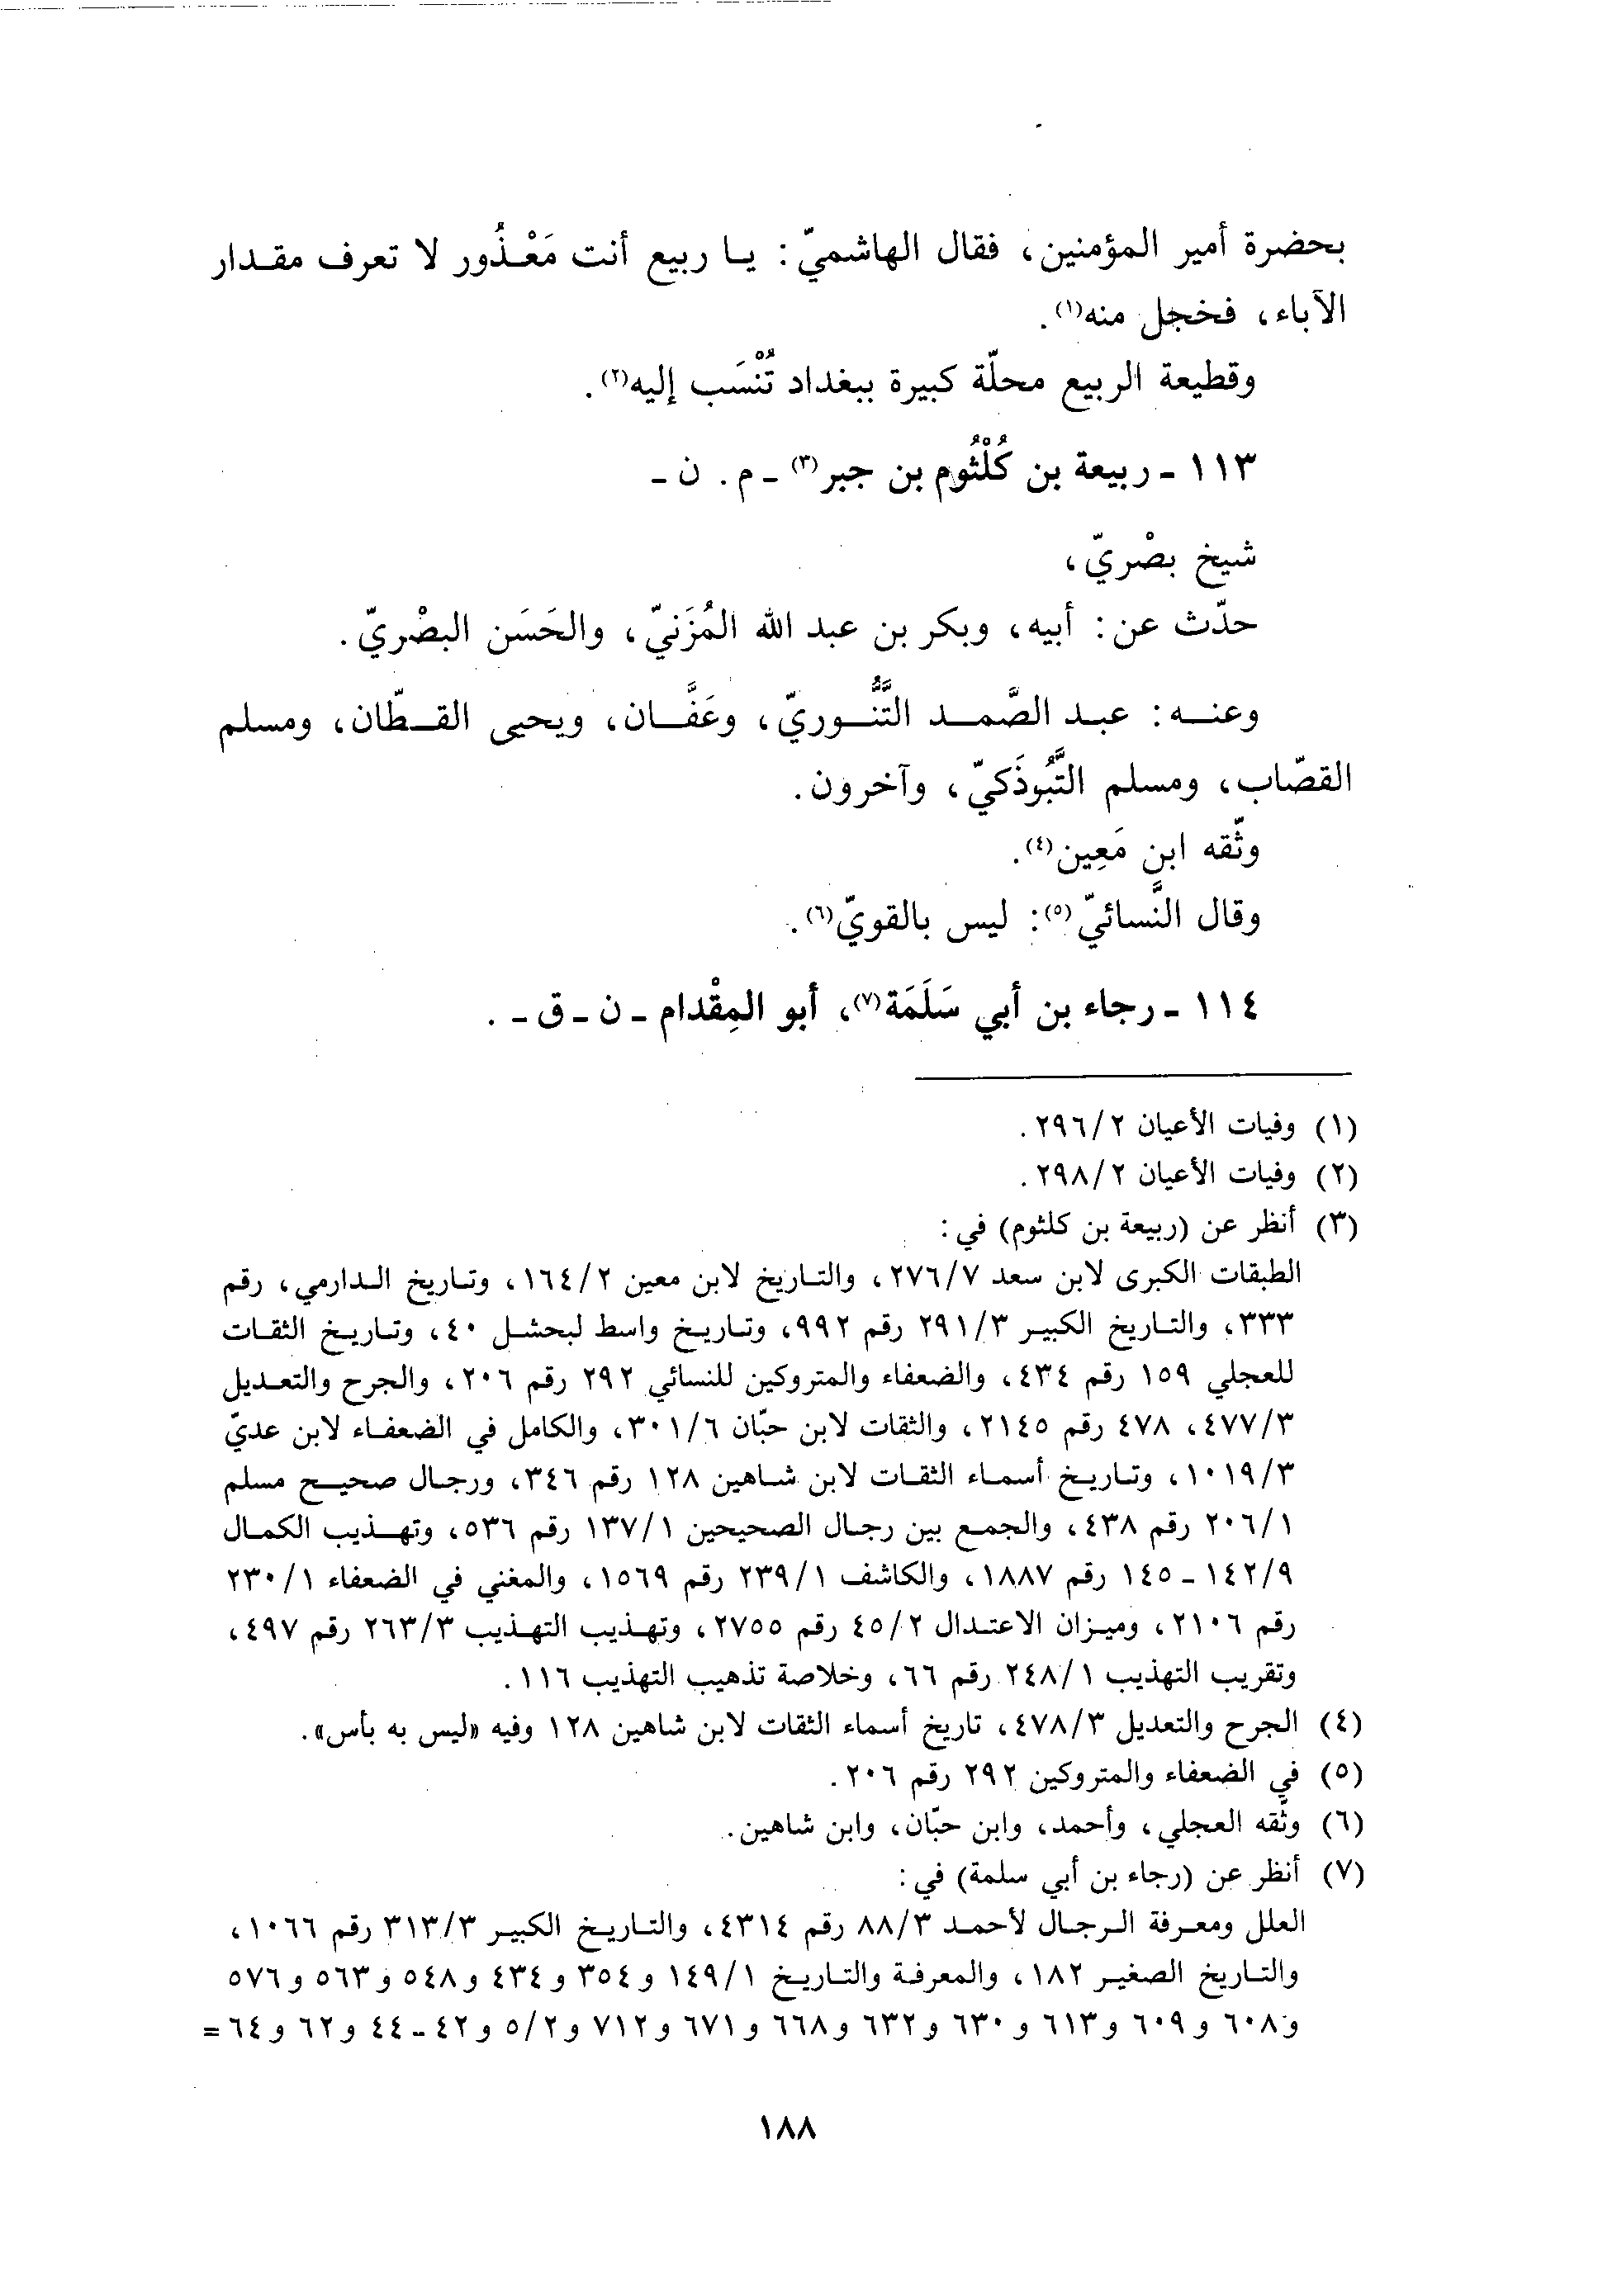 بحضرة أمير المؤمنين، فقال الهاشميّ: يا ربيع أنت مَعْذُور لا تعرف مقدار
الآباء، فخجل منه(١).
وقطيعة الربيع محلّة كبيرة ببغداد تُنْسَب إليه(٢).
١١٣ - ربيعة بن كُلْثُوم بن جبر(٣) - م. ن -
شيخ بصْريّ،
حدّث عن: أبيه، وبكر بن عبد الله المُزَنيّ، والحَسَن البصْريّ.
وعنه: عبد الصَّمد التَّنُّوريّ، وعَفَّان، ويحيى القطّان، ومسلم
القصّاب، ومسلم التَّبُوذَكيّ، وآخرون.
وثّقه ابن مَعِين(٤).
وقال النَّسائيّ(٥): ليس بالقويّ(٦).
١١٤ - رجاء بن أبي سَلَمَة(٧)، أبو المِقْدام - ن - ق - .
(١) وفيات الأعيان ٢/٢٩٦.
(٢) وفيات الأعيان ٢/٢٩٨.
(٣) أنظر عن (ربيعة بن كلثوم) في:
الطبقات الكبرى لابن سعد ٧/٢٧٦، والتاريخ لابن معين ٢/١٦٤، وتاريخ الدارمي، رقم
٣٣٣، والتاريخ الكبير ٣/٢٩١ رقم ٩٩٢، وتاريخ واسط لبحشل ٤٠، وتاريخ الثقات
للعجلي ١٥٩ رقم ٤٣٤، والضعفاء والمتروكين للنسائي ٢٩٢ رقم ٢٠٦، والجرح والتعديل
٣/٤٧٧، ٤٧٨ رقم ٢١٤٥، والثقات لابن حبّان ٦/٣٠١، والكامل في الضعفاء لابن عديّ
٣/١٠١٩، وتاريخ أسماء الثقات لابن شاهين ١٢٨ رقم ٣٤٦، ورجال صحيح مسلم
١/٢٠٦ رقم ٤٣٨، والجمع بين رجال الصحيحين ١/١٣٧ رقم ٥٣٦، وتهذيب الكمال
٩/١٤٢ - ١٤٥ رقم ١٨٨٧، والكاشف ١/٢٣٩ رقم ١٥٦٩، والمغني في الضعفاء ١/٢٣٠
رقم ٢١٠٦، وميزان الاعتدال ٢/٤٥ رقم ٢٧٥٥، وتهذيب التهذيب ٣/٢٦٣ رقم ٤٩٧،
وتقريب التهذيب ١/٢٤٨ رقم ٦٦، وخلاصة تذهيب التهذيب ١١٦.
(٤) الجرح والتعديل ٣/٤٧٨، تاريخ أسماء الثقات لابن شاهين ١٢٨ وفيه «ليس به بأس».
(٥) في الضعفاء والمتروكين ٢٩٢ رقم ٢٠٦.
(٦) وثّقه العجلي، وأحمد، وابن حبّان، وابن شاهين.
(٧) أنظر عن (رجاء بن أبي سلمة) في:
العلل ومعرفة الرجال لأحمد ٣/٨٨ رقم ٤٣١٤، والتاريخ الكبير ٣/٣١٣ رقم ١٠٦٦،
والتاريخ الصغير ١٨٢، والمعرفة والتاريخ ١/١٤٩ و٣٥٤ و٤٣٤ و٥٤٨ و٥٦٣ و٥٧٦
و٦٠٨ و٦٠٩ و٦١٣ و٦٣٠ و٦٣٢ و٦٦٨ و٦٧١ و٧١٢ و٥/٢ و٤٢ - ٤٤ و٦٢ و٦٤=
١٨٨